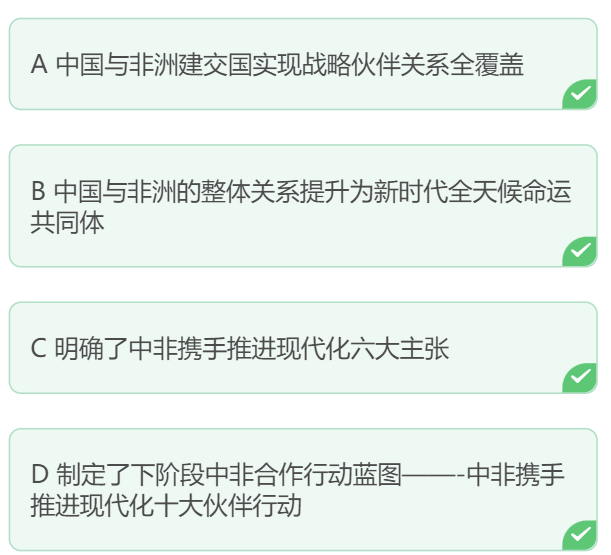 A 中国与非洲建交国实现战略伙伴关系全覆盖
B 中国与非洲的整体关系提升为新时代全天候命运
共同体
C 明确了中非携手推进现代化六大主张
D 制定了下阶段中非合作行动蓝图———-中非携手
推进现代化十大伙伴行动